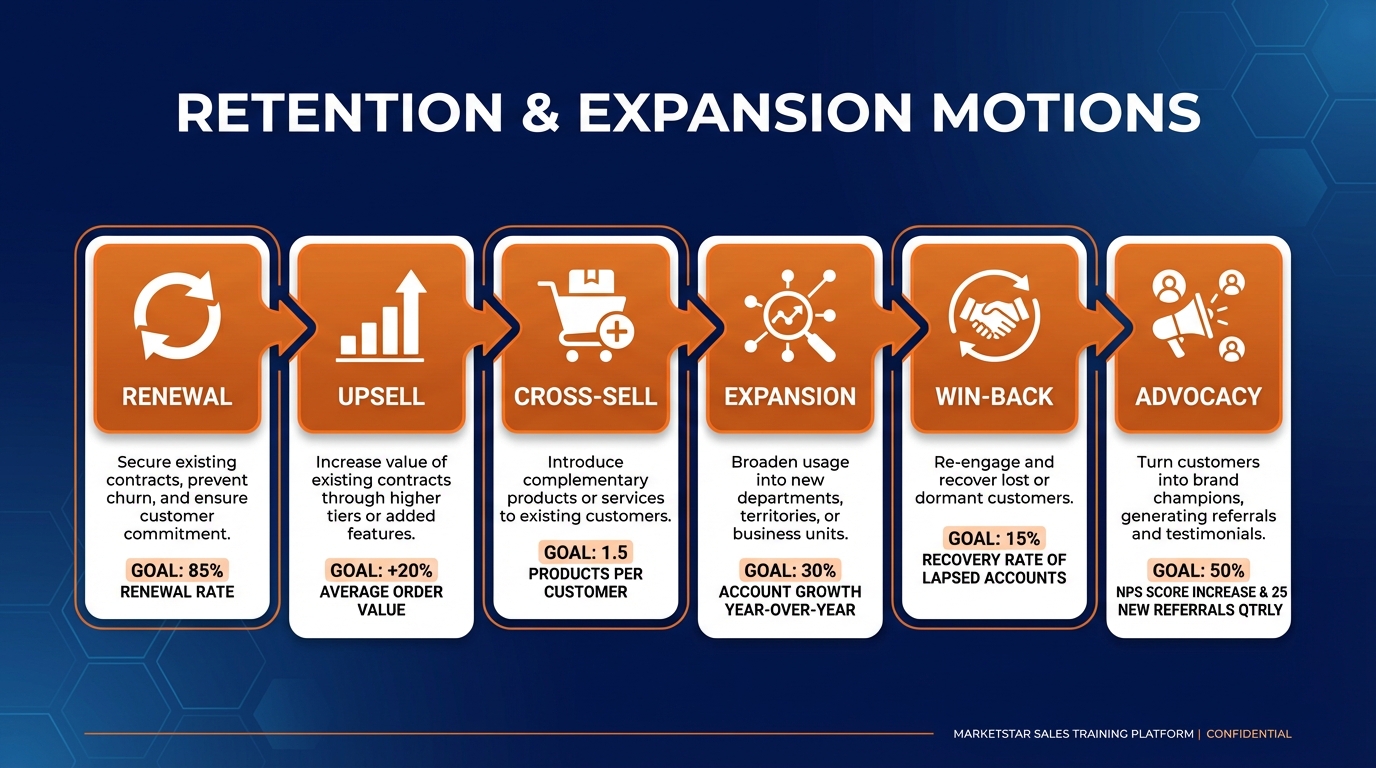 RETENTION & EXPANSION MOTIONS
RENEWAL
Secure existing
contracts, prevent
churn, and ensure
customer
commitment.
GOAL: 85%
RENEWAL RATE
UPSELL
Increase value of
existing contracts
through higher
tiers or added
features.
GOAL: +20%
AVERAGE ORDER
VALUE
CROSS-SELL
Introduce
complementary
products or services
to existing customers.
GOAL: 1.5
PRODUCTS PER
CUSTOMER
EXPANSION
Broaden usage
into new
departments,
territories, or
business units.
GOAL: 30%
ACCOUNT GROWTH
YEAR-OVER-YEAR
WIN-BACK
Re-engage and
recover lost or
dormant customers.
GOAL: 15%
RECOVERY RATE OF
LAPSED ACCOUNTS
ADVOCACY
Turn customers
into brand
champions,
generating referrals
and testimonials.
GOAL: 50%
NPS SCORE INCREASE & 25
NEW REFERRALS QTRLY
MARKETSTAR SALES TRAINING PLATFORM | CONFIDENTIAL